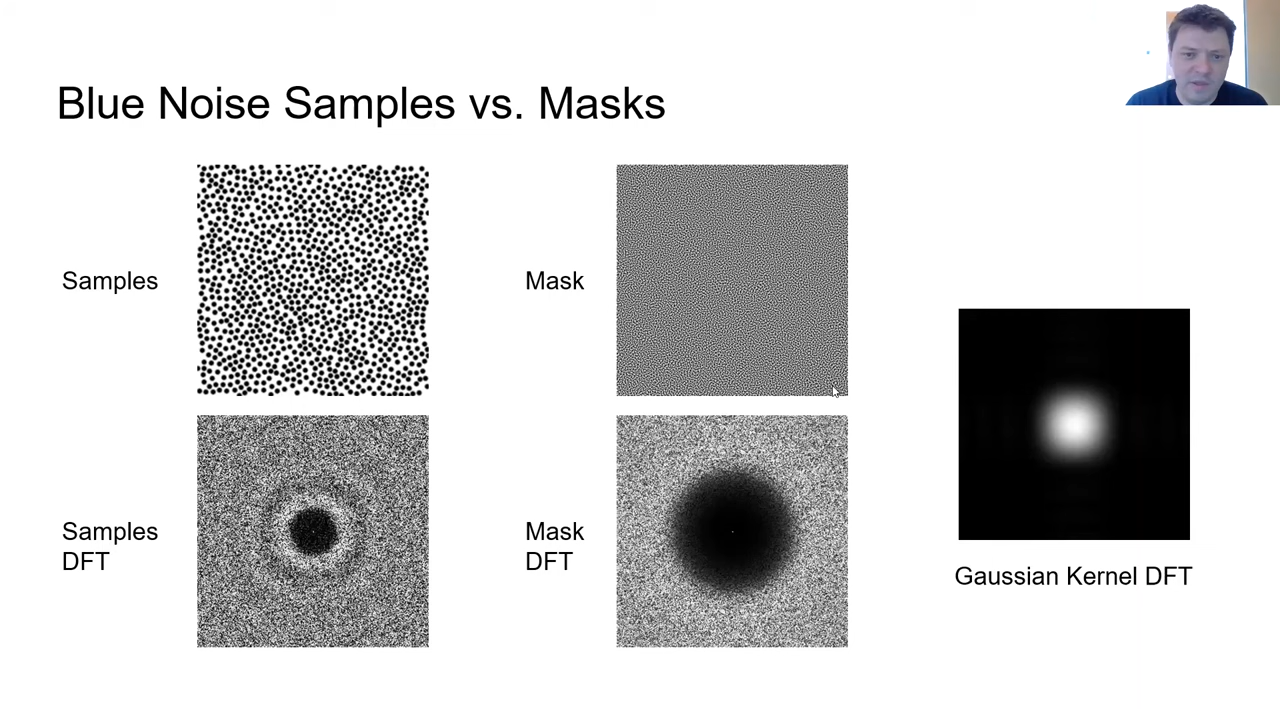 Blue Noise Samples vs. Masks
Samples
Mask
Samples
DFT
Mask
DFT
Gaussian Kernel DFT